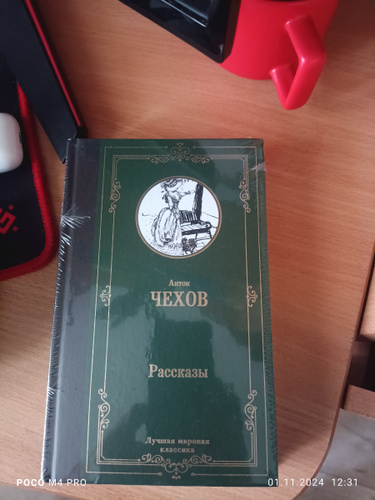 Антон
ЧЕХОВ
Рассказы
Лучшая мировая
классика
POCO M4 PRO
01.11.2024 12:31